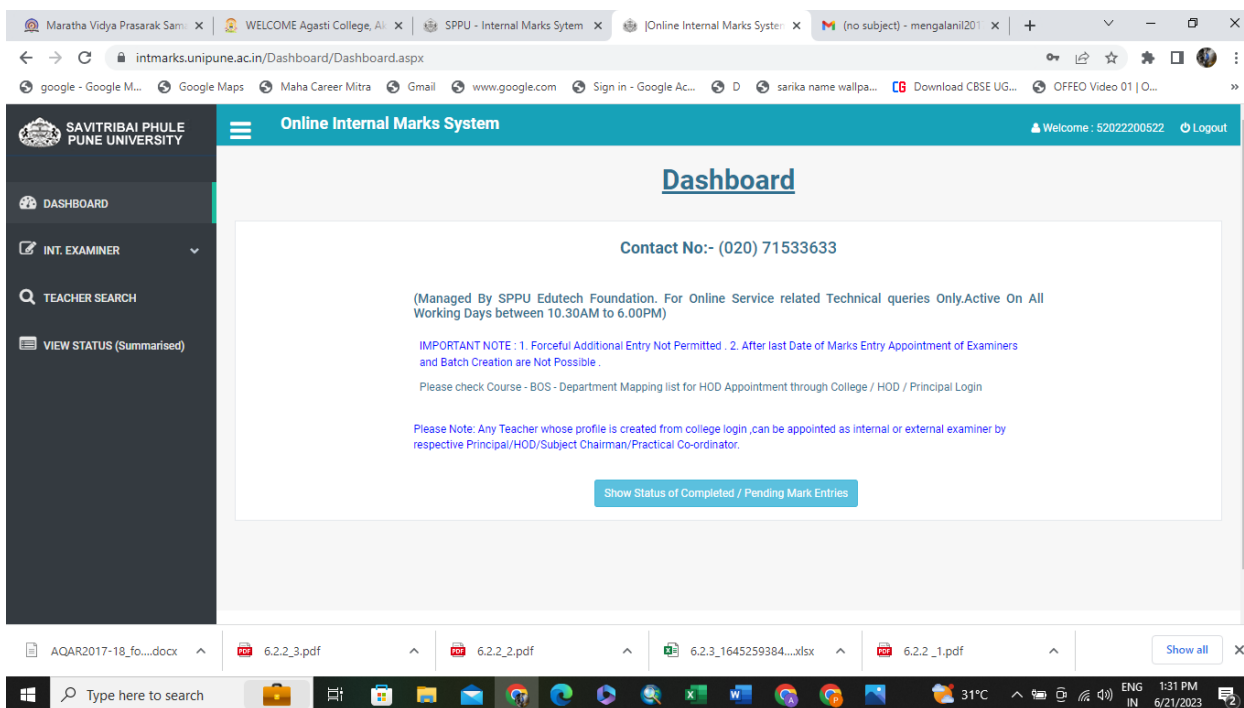 Maratha Vidya Prasarak Sam
WELCOME Agasti College, Ak
SPPU - Internal Marks Sytem
|Online Internal Marks System
(no subject) - mengalanil201
intmarks.unipune.ac.in/Dashboard/Dashboard.aspx
google - Google M...
Google Maps
Maha Career Mitra
Gmail
www.google.com
Sign in - Google Ac...
D
sarika name wallpa...
CG Download CBSE UG...
OFFEO Video 01 | O...
SAVITRIBAI PHULE
PUNE UNIVERSITY
Online Internal Marks System
Welcome : 52022200522
Logout
DASHBOARD
INT. EXAMINER
TEACHER SEARCH
VIEW STATUS (Summarised)
Dashboard
Contact No:- (020) 71533633
(Managed By SPPU Edutech Foundation. For Online Service related Technical queries Only.Active On All
Working Days between 10.30AM to 6.00PM)
IMPORTANT NOTE : 1. Forceful Additional Entry Not Permitted . 2. After last Date of Marks Entry Appointment of Examiners
and Batch Creation are Not Possible .
Please check Course - BOS - Department Mapping list for HOD Appointment through College / HOD / Principal Login
Please Note: Any Teacher whose profile is created from college login ,can be appointed as internal or external examiner by
respective Principal/HOD/Subject Chairman/Practical Co-ordinator.
Show Status of Completed / Pending Mark Entries
AQAR2017-18_fo....docx
PDF 6.2.2_3.pdf
PDF 6.2.2_2.pdf
6.2.3_1645259384....xlsx
PDF 6.2.2 _1.pdf
Show all
Type here to search
31°C
ENG
IN
1:31 PM
6/21/2023
2